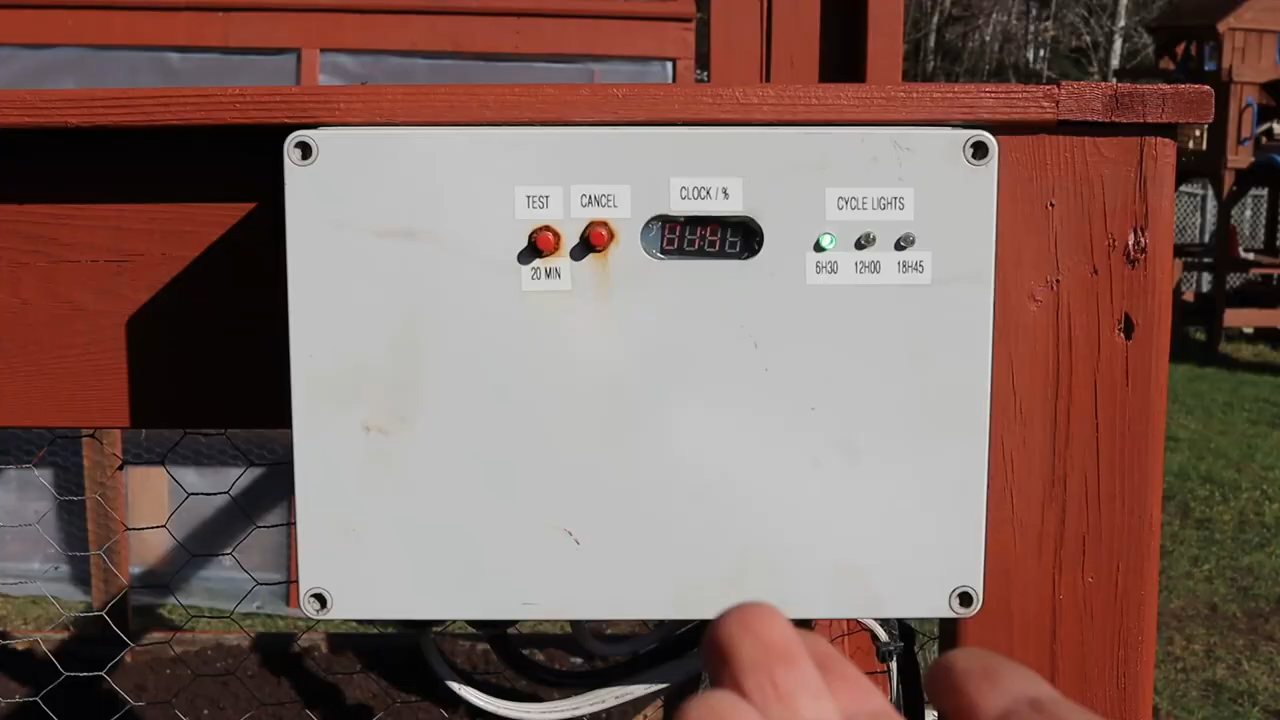 TEST
CANCEL
CLOCK / %
CYCLE LIGHTS
20 MIN
6H30
12H00
18H45